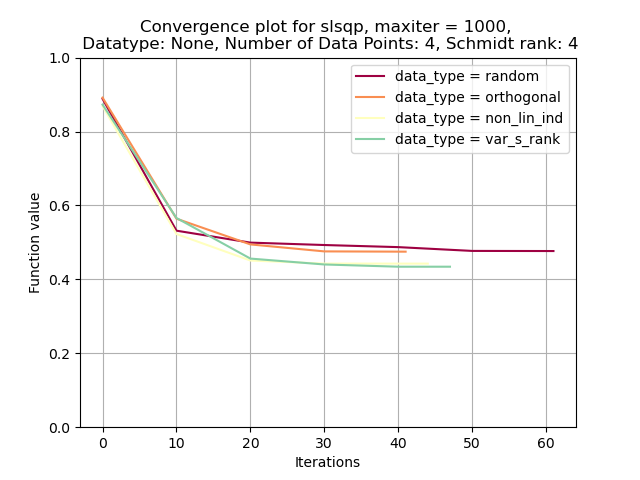 Convergence plot for slsqp, maxiter = 1000,
Datatype: None, Number of Data Points: 4, Schmidt rank: 4
data_type = random
data_type = orthogonal
data_type = non_lin_ind
data_type = var_s_rank
Function value
1.0
0.8
0.6
0.4
0.2
0.0
0 10 20 30 40 50 60
Iterations